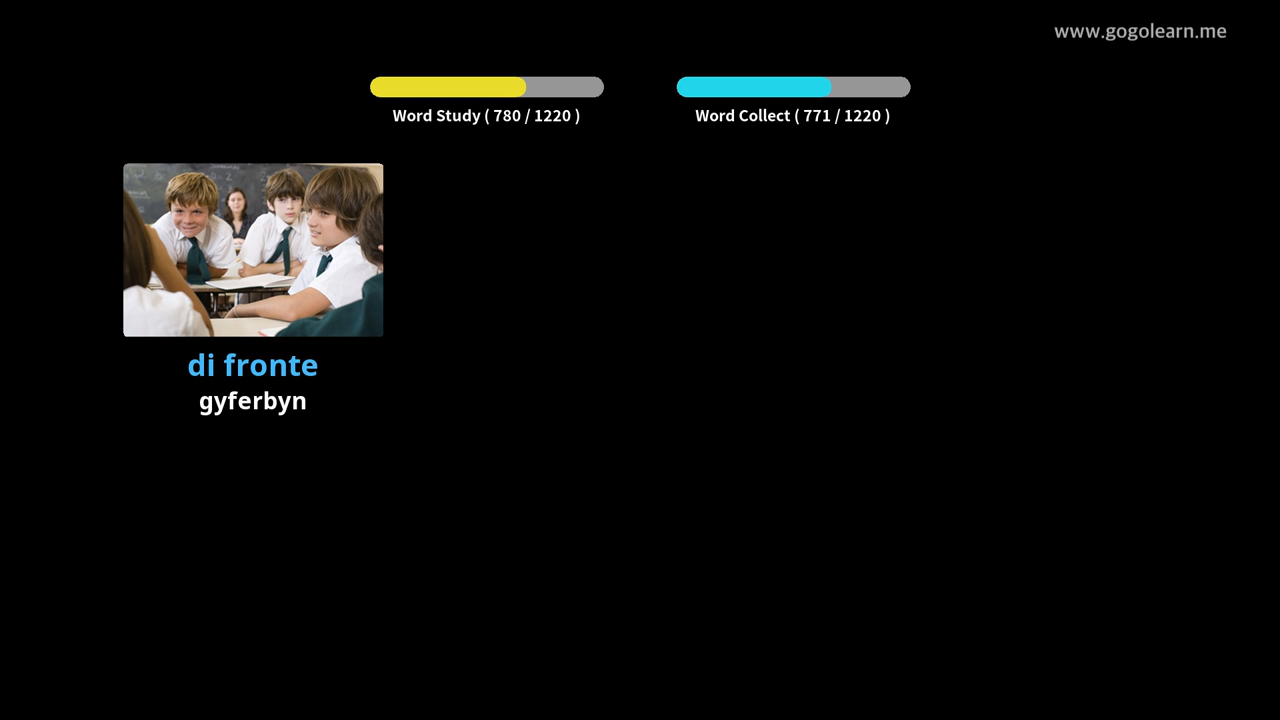 www.gogolearn.me
Word Study ( 780 / 1220 )
Word Collect ( 771 / 1220 )
di fronte
gyferbyn